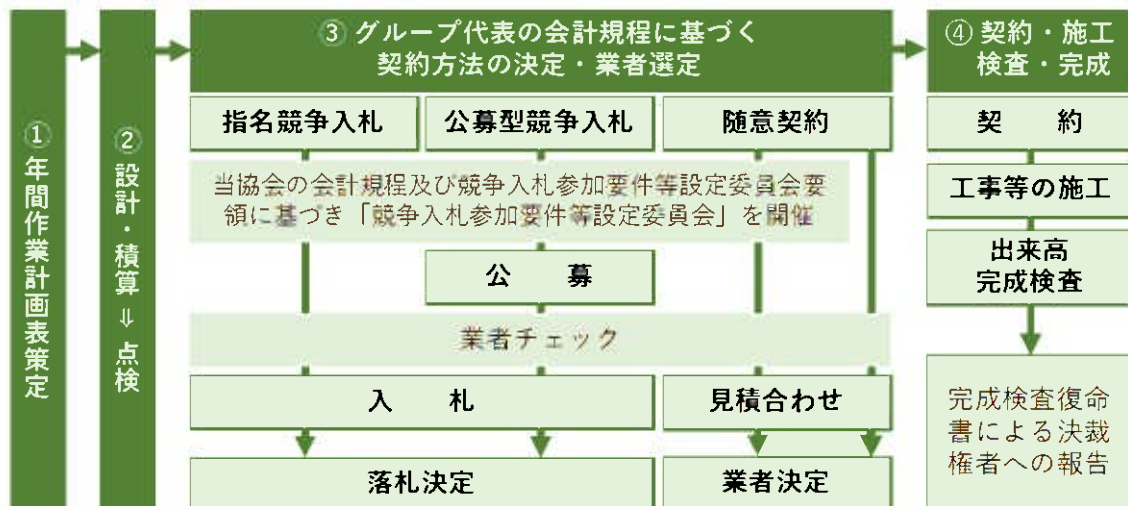 ① 年間作業計画表策定
② 設計・積算 ⇓ 点検
③ グループ代表の会計規程に基づく
契約方法の決定・業者選定
指名競争入札
公募型競争入札
随意契約
当協会の会計規程及び競争入札参加要件等設定委員会要
領に基づき「競争入札参加要件等設定委員会」を開催
公　募
業者チェック
入　札
見積合わせ
落札決定
業者決定
④ 契約・施工
検査・完成
契　約
工事等の施工
出来高
完成検査
完成検査復命
書による決裁
権者への報告